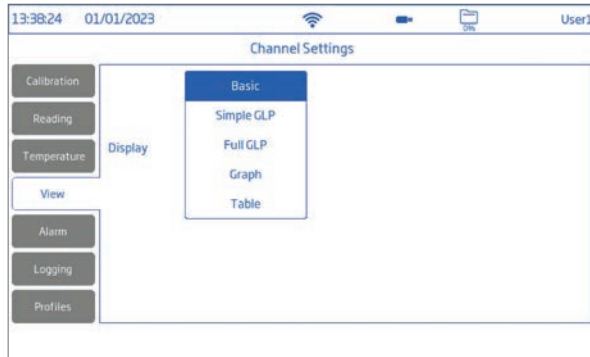 13:38:24 01/01/2023 0% User1
Channel Settings
Calibration
Reading
Temperature
View
Alarm
Logging
Profiles
Display
Basic
Simple GLP
Full GLP
Graph
Table